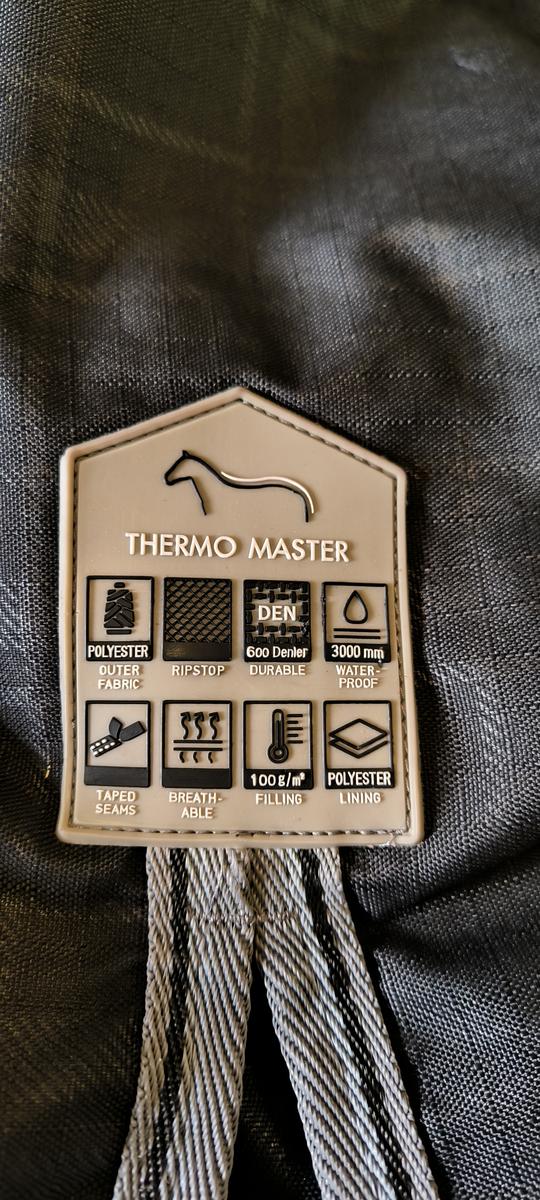 THERMO MASTER
POLYESTER
OUTER
FABRIC
RIPSTOP
DEN
600 Denier
DURABLE
3000 mm
WATER-
PROOF
TAPED
SEAMS
BREATH-
ABLE
100 g/m²
FILLING
POLYESTER
LINING